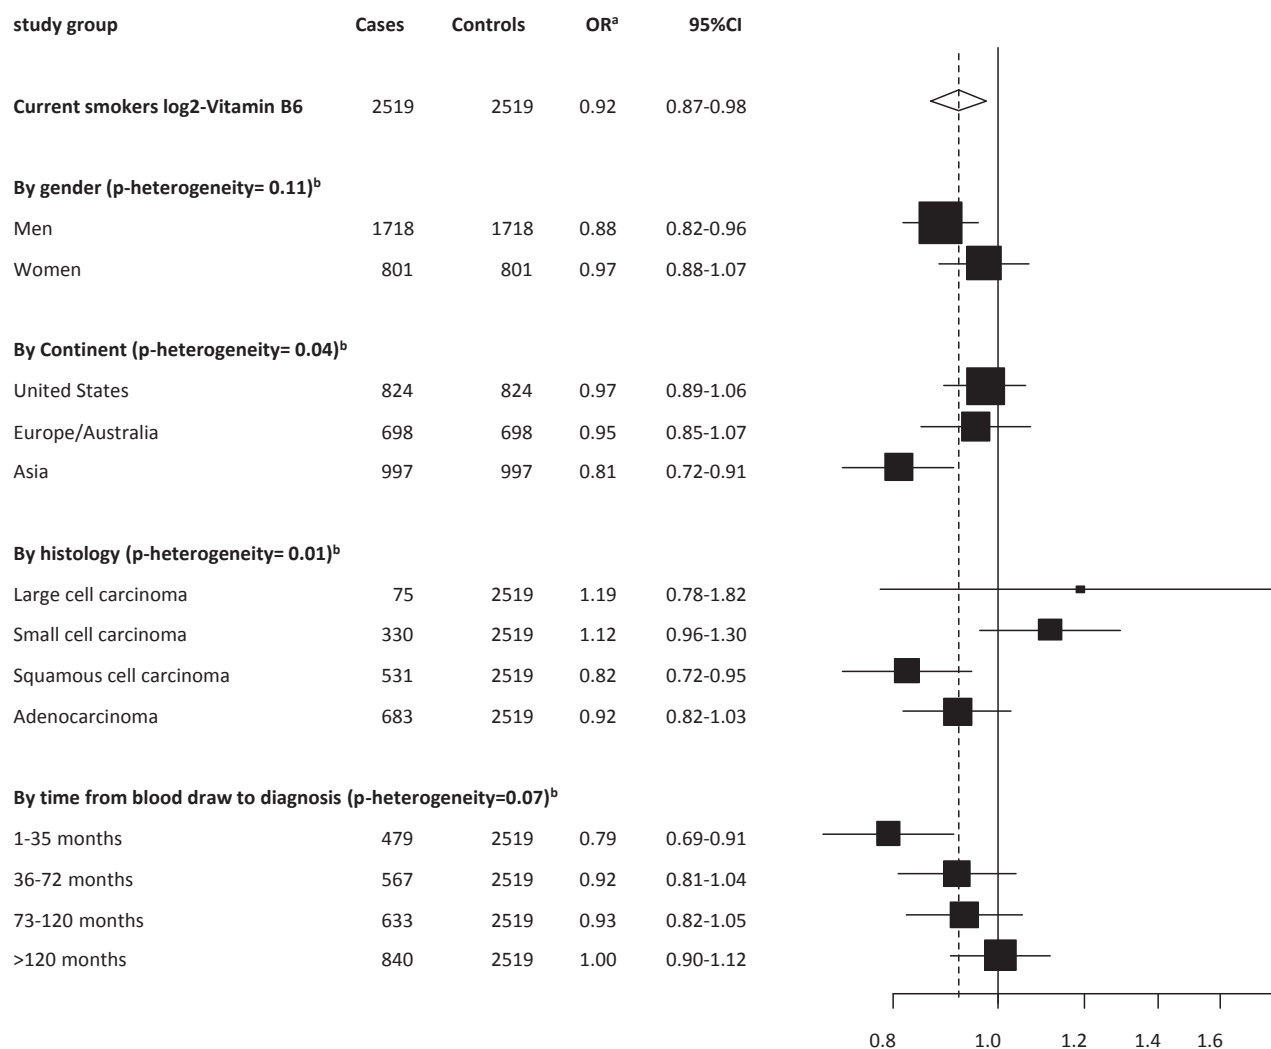 study group Cases Controls ORᵃ 95%CI
Current smokers log2-Vitamin B6 2519 2519 0.92 0.87-0.98
By gender (p-heterogeneity= 0.11)ᵇ
Men 1718 1718 0.88 0.82-0.96
Women 801 801 0.97 0.88-1.07
By Continent (p-heterogeneity= 0.04)ᵇ
United States 824 824 0.97 0.89-1.06
Europe/Australia 698 698 0.95 0.85-1.07
Asia 997 997 0.81 0.72-0.91
By histology (p-heterogeneity= 0.01)ᵇ
Large cell carcinoma 75 2519 1.19 0.78-1.82
Small cell carcinoma 330 2519 1.12 0.96-1.30
Squamous cell carcinoma 531 2519 0.82 0.72-0.95
Adenocarcinoma 683 2519 0.92 0.82-1.03
By time from blood draw to diagnosis (p-heterogeneity=0.07)ᵇ
1-35 months 479 2519 0.79 0.69-0.91
36-72 months 567 2519 0.92 0.81-1.04
73-120 months 633 2519 0.93 0.82-1.05
>120 months 840 2519 1.00 0.90-1.12
0.8 1.0 1.2 1.4 1.6